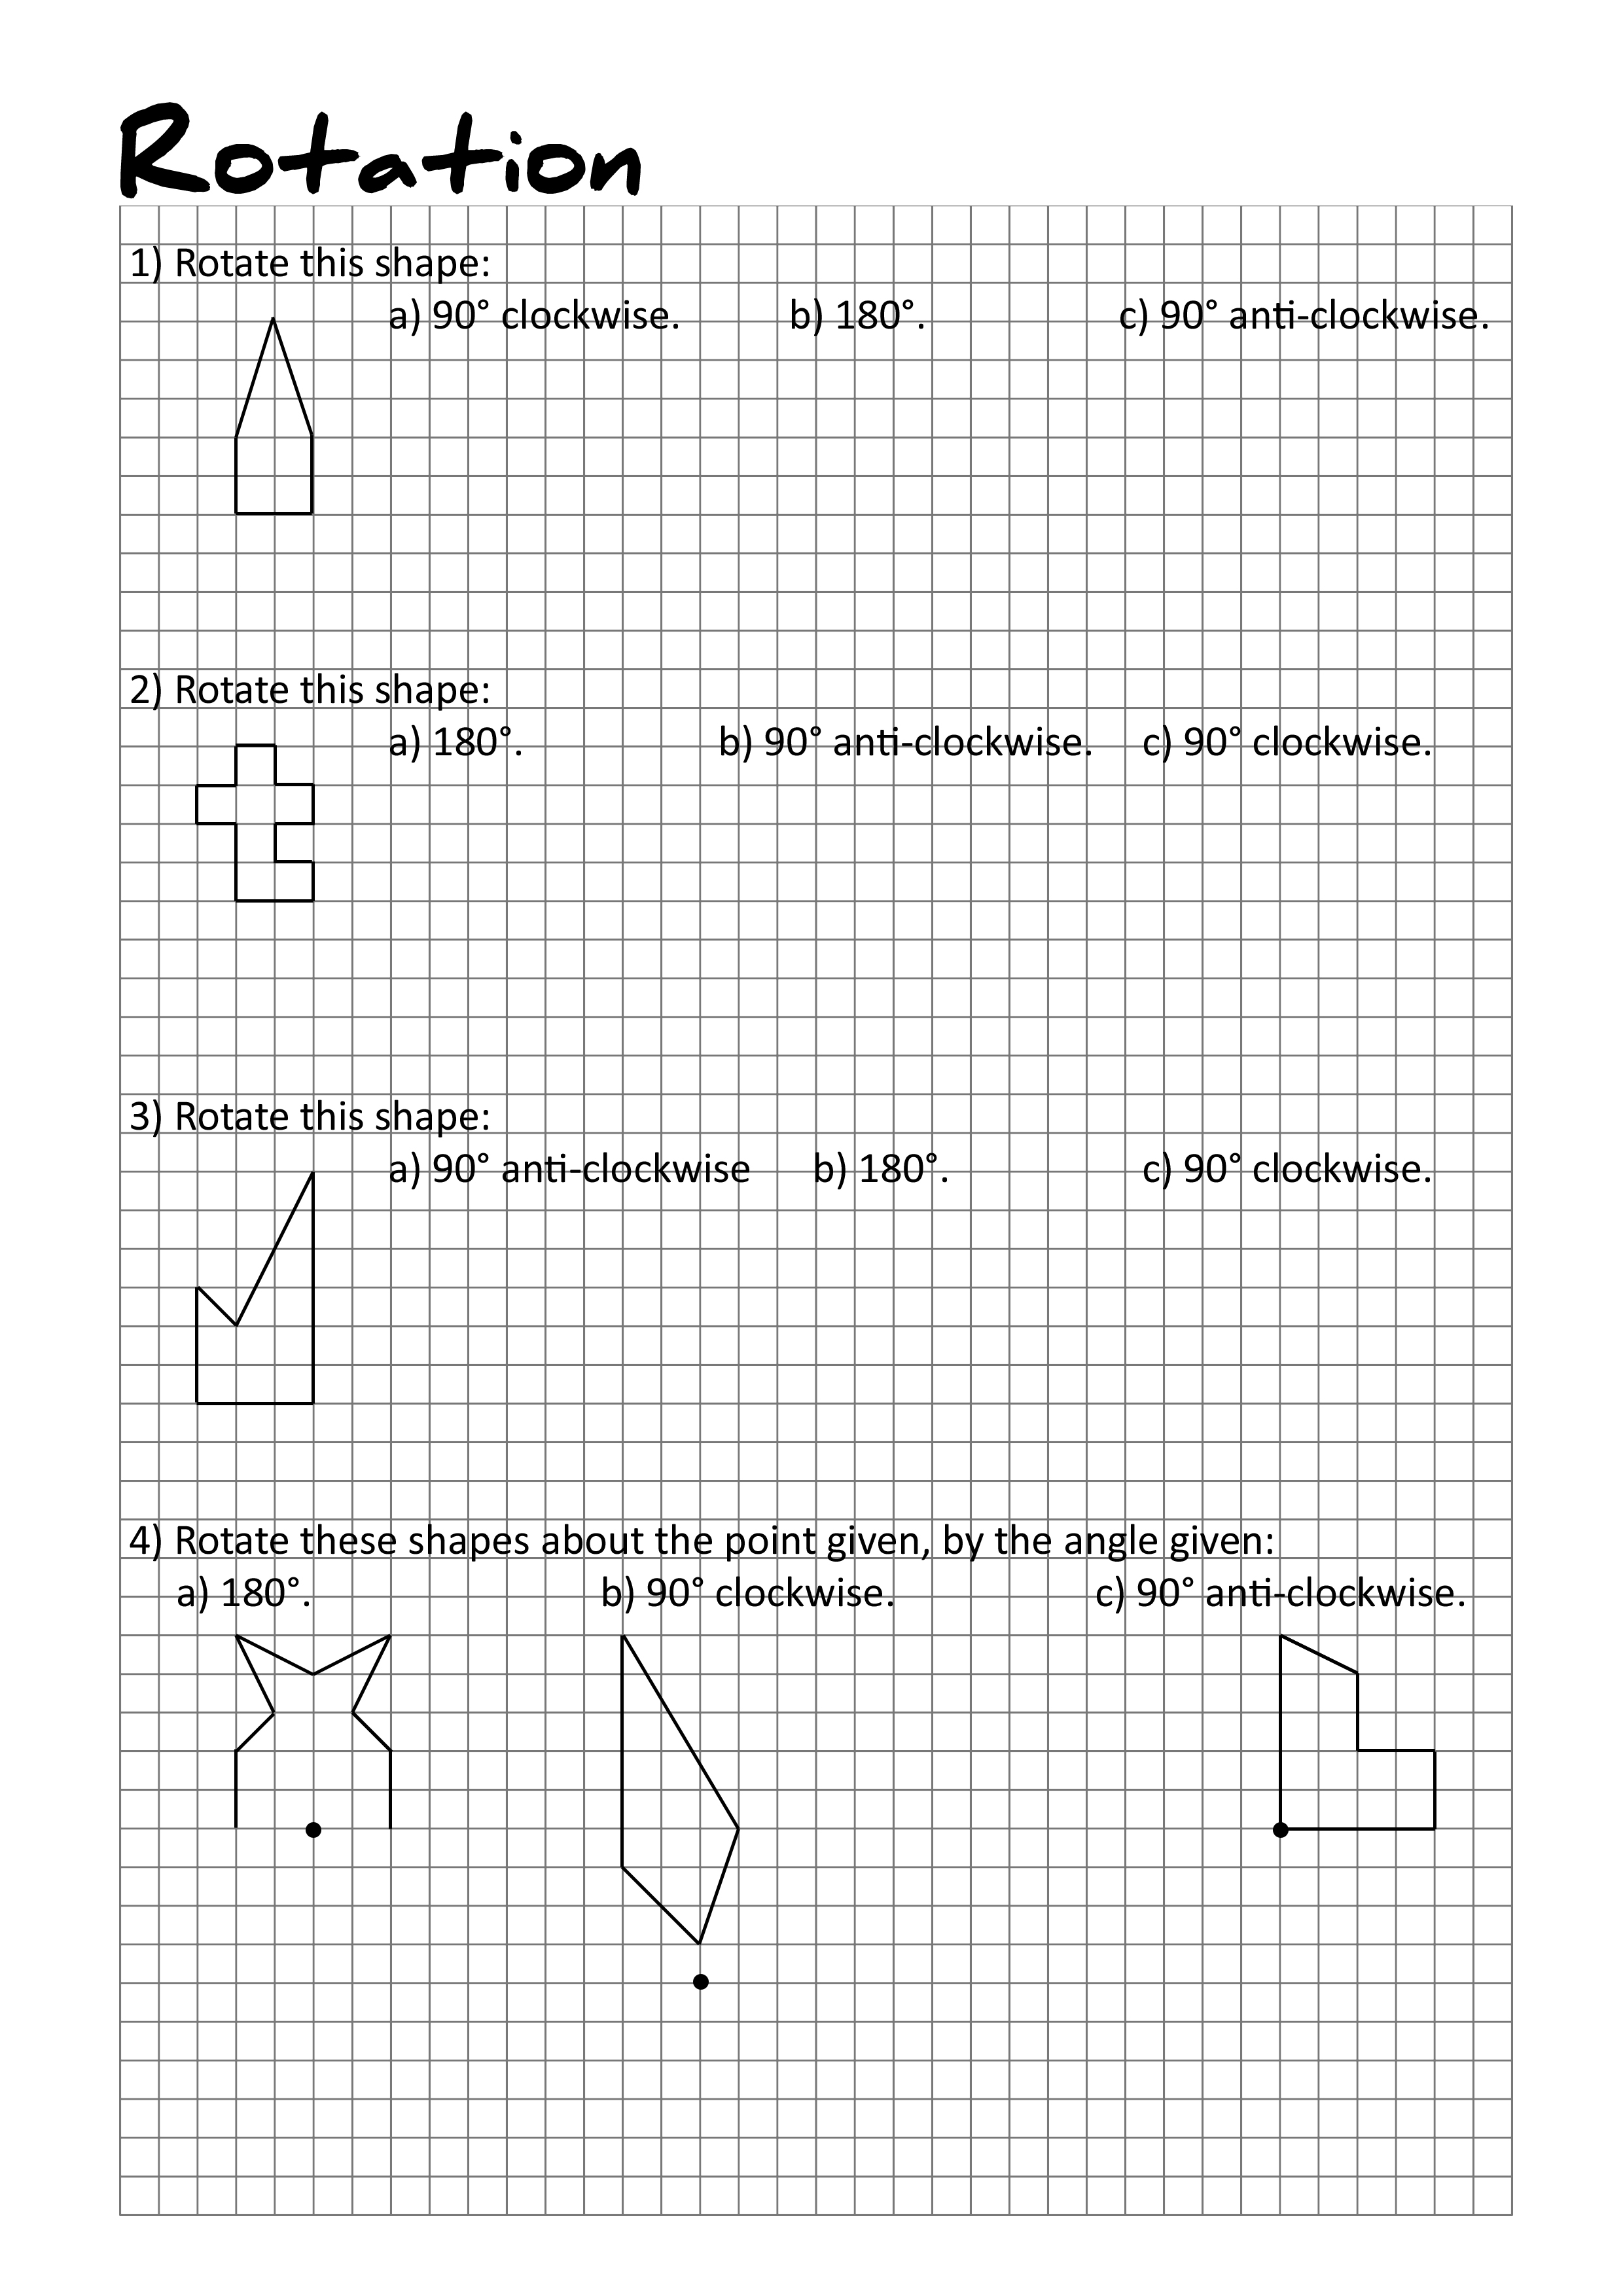 Rotation
1) Rotate this shape:
a) 90° clockwise. b) 180°. c) 90° anti-clockwise.
2) Rotate this shape:
a) 180°. b) 90° anti-clockwise. c) 90° clockwise.
3) Rotate this shape:
a) 90° anti-clockwise b) 180°. c) 90° clockwise.
4) Rotate these shapes about the point given, by the angle given:
a) 180°. b) 90° clockwise. c) 90° anti-clockwise.